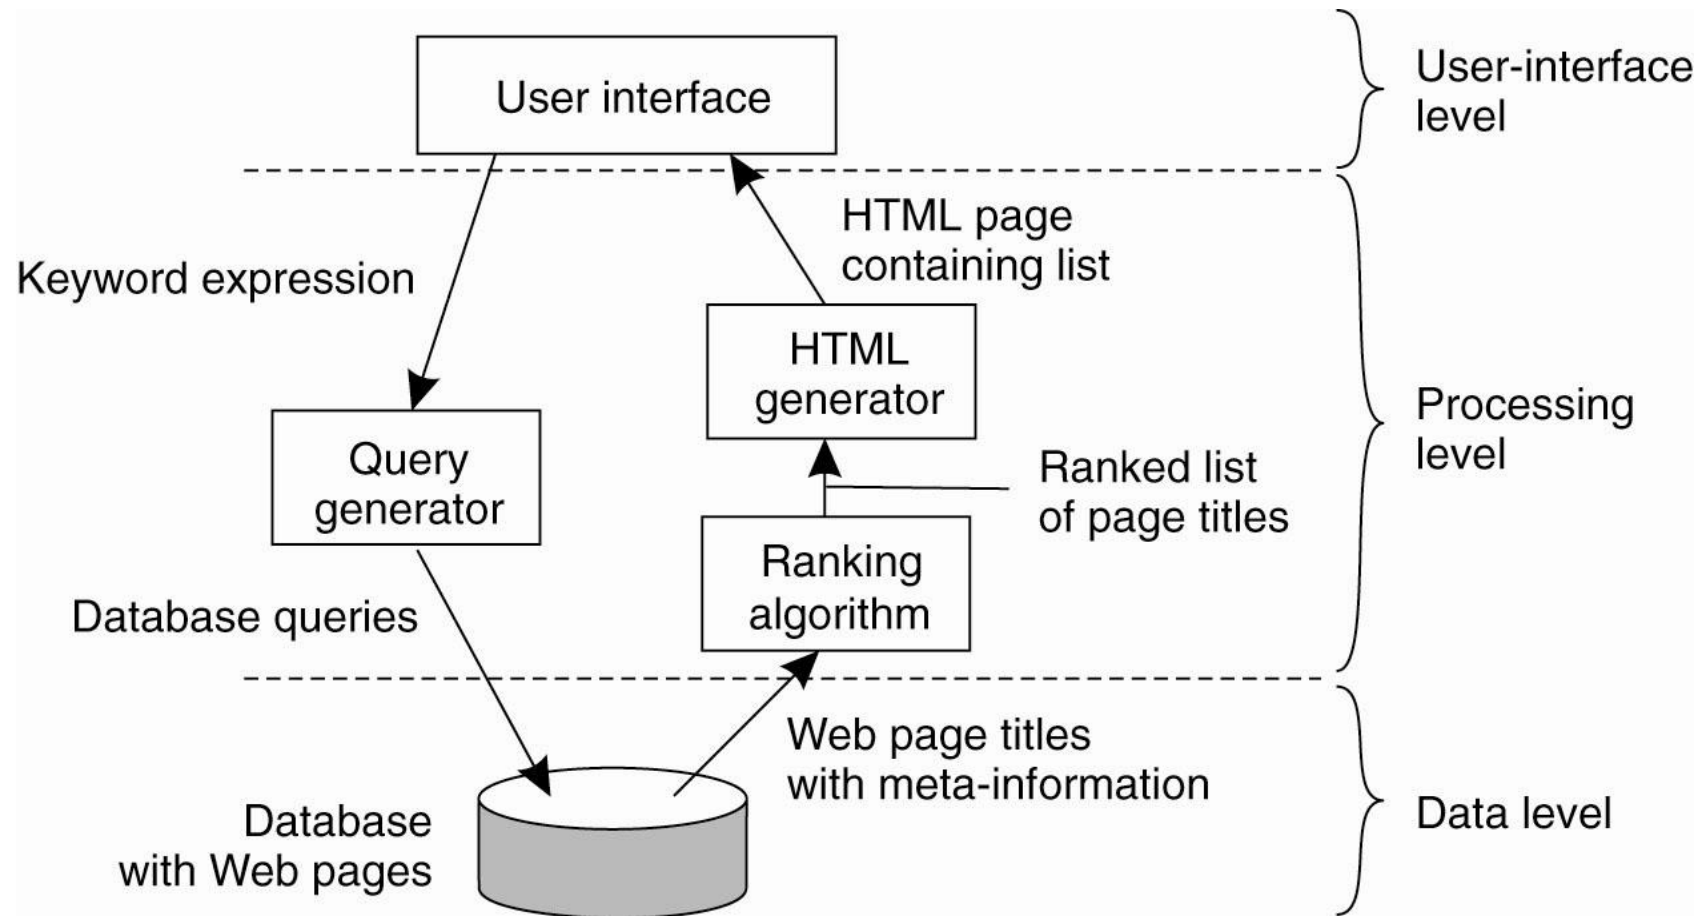 User interface
User-interface
level
Keyword expression
HTML page
containing list
HTML
generator
Query
generator
Processing
level
Ranked list
of page titles
Ranking
algorithm
Database queries
Web page titles
with meta-information
Database
with Web pages
Data level